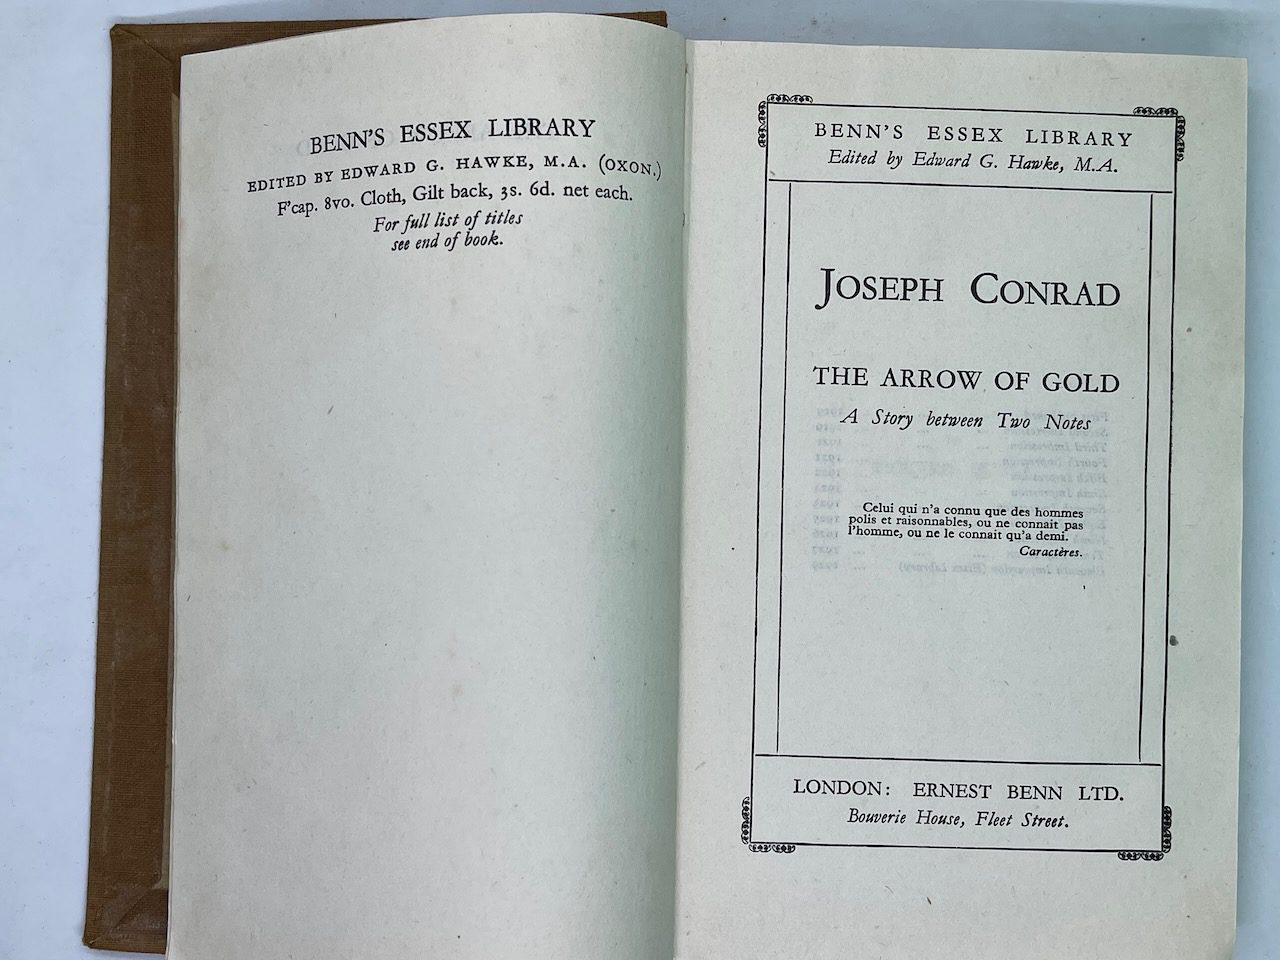 BENN'S ESSEX LIBRARY
EDITED BY EDWARD G. HAWKE, M.A. (OXON.)
F'cap. 8vo. Cloth, Gilt back, 3s. 6d. net each.
For full list of titles
see end of book.
BENN'S ESSEX LIBRARY
Edited by Edward G. Hawke, M.A.
JOSEPH CONRAD
THE ARROW OF GOLD
A Story between Two Notes
Celui qui n'a connu que des hommes
polis et raisonnables, ou ne connait pas
l'homme, ou ne le connait qu'a demi.
Caractères.
LONDON: ERNEST BENN LTD.
Bouverie House, Fleet Street.